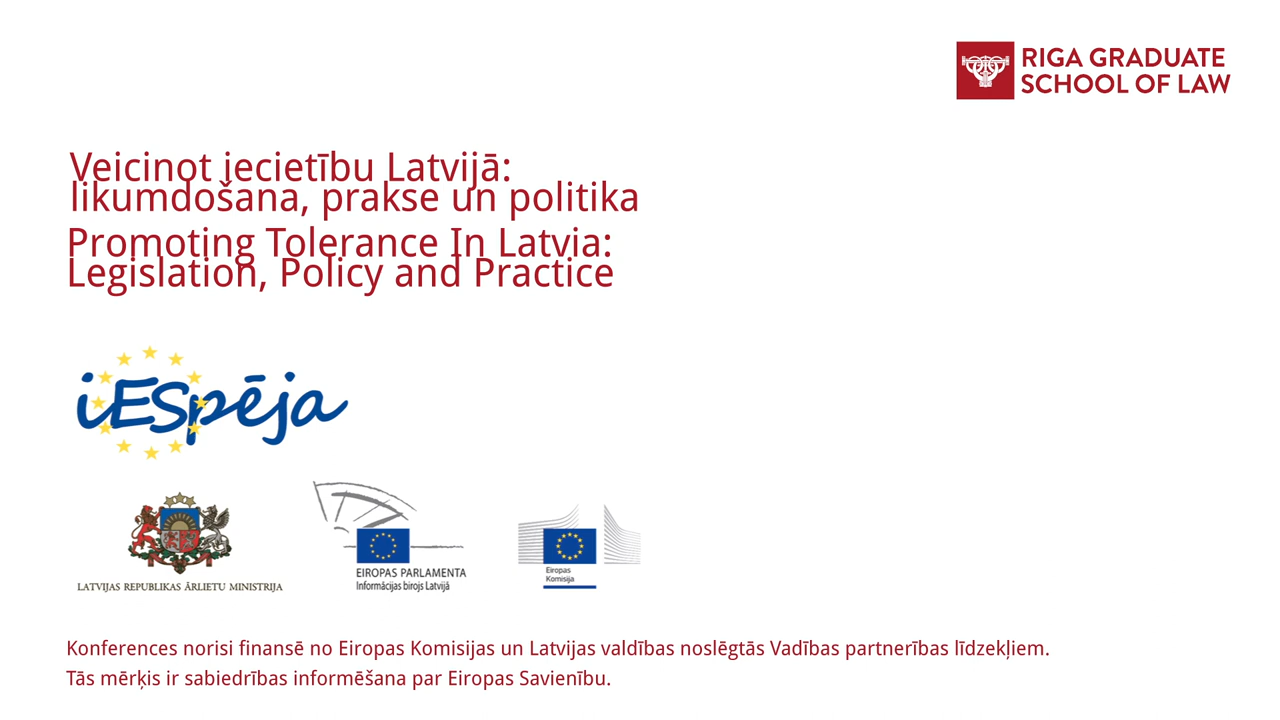 RIGA GRADUATE
SCHOOL OF LAW
Veicinot iecietību Latvijā:
likumdošana, prakse un politika
Promoting Tolerance In Latvia:
Legislation, Policy and Practice
iESpēja
LATVIJAS REPUBLIKAS ĀRLIETU MINISTRIJA
EIROPAS PARLAMENTA
Informācijas birojs Latvijā
Eiropas
Komisija
Konferences norisi finansē no Eiropas Komisijas un Latvijas valdības noslēgtās Vadības partnerības līdzekļiem.
Tās mērķis ir sabiedrības informēšana par Eiropas Savienību.